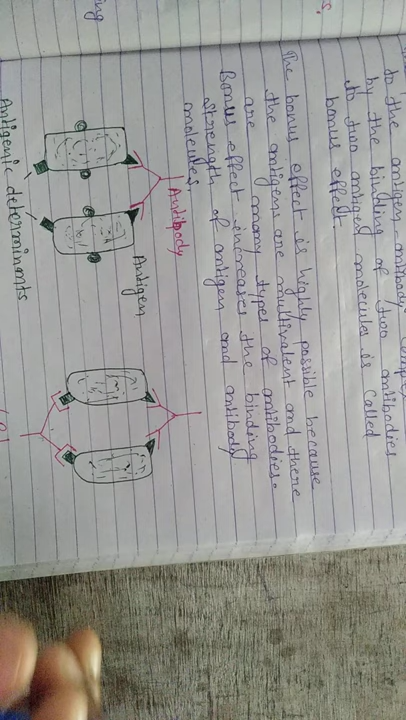 to the antigen-antibody complex
by the binding of two antibodies
to two antigen molecules is called
bonus effect.
The bonus effect is highly possible because
the antigens are multivalent and there
are many types of antibodies.
Bonus effect increases the binding
strength of antigen and antibody
molecules.
Antibody
Antigen
Antigenic determinants